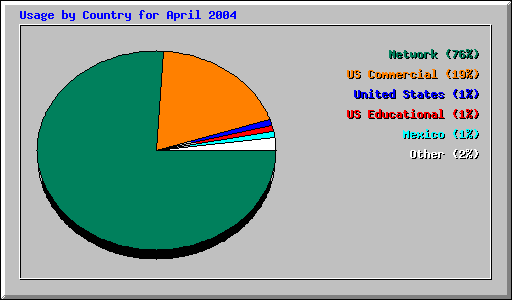 Usage by Country for April 2004
Network (76%)
US Commercial (19%)
United States (1%)
US Educational (1%)
Mexico (1%)
Other (2%)